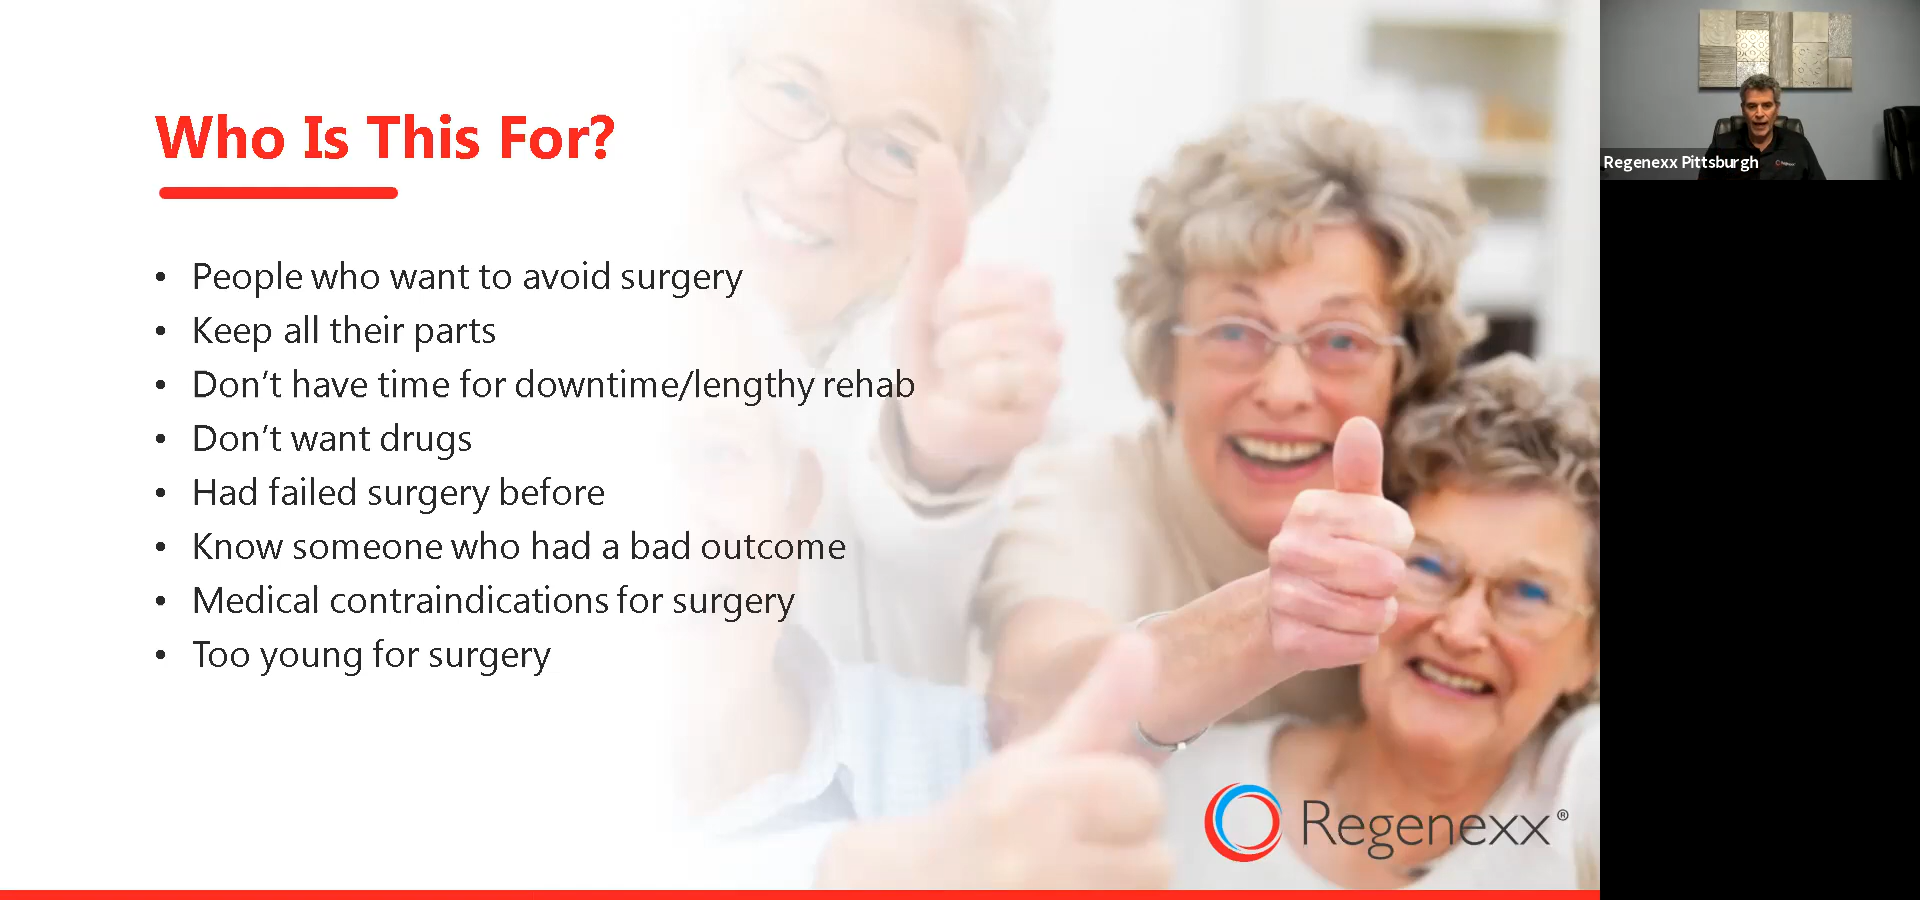 Who Is This For?
• People who want to avoid surgery
• Keep all their parts
• Don’t have time for downtime/lengthy rehab
• Don’t want drugs
• Had failed surgery before
• Know someone who had a bad outcome
• Medical contraindications for surgery
• Too young for surgery
Regenexx®
Regenexx Pittsburgh